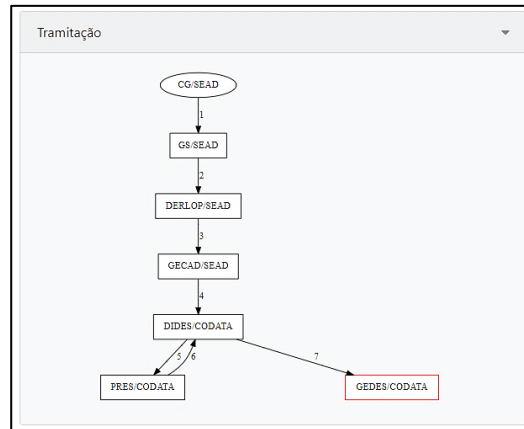 Tramitação
CG/SEAD
1
GS/SEAD
2
DERLOP/SEAD
3
GECAD/SEAD
4
DIDES/CODATA
5 6 7
PRES/CODATA GEDES/CODATA